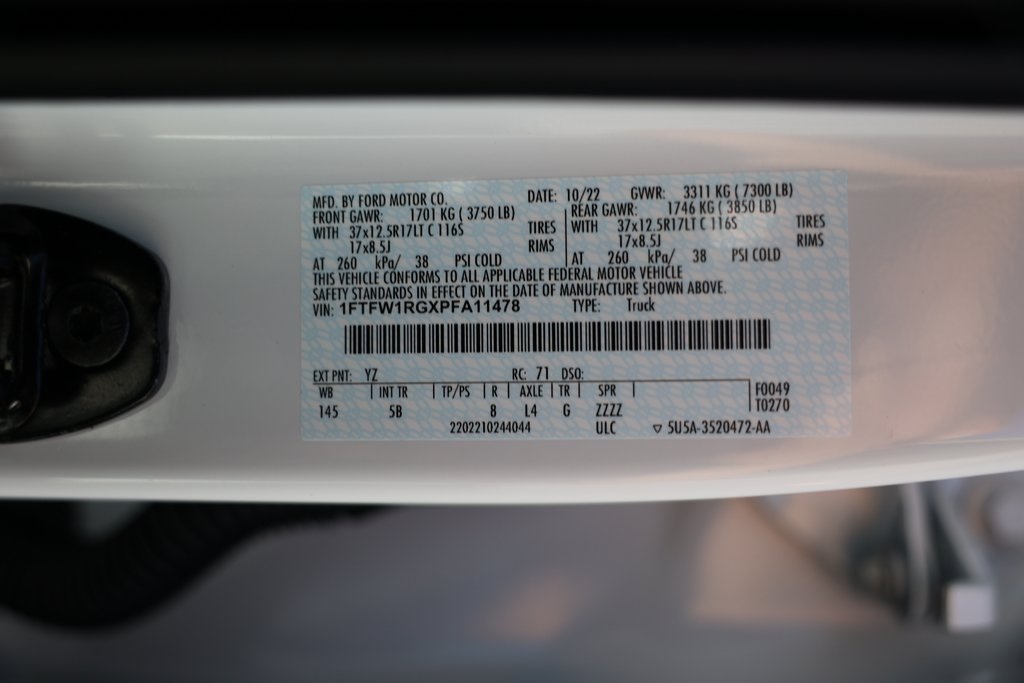 MFD. BY FORD MOTOR CO. DATE: 10/22 GVWR: 3311 KG ( 7300 LB)
FRONT GAWR: 1701 KG ( 3750 LB) REAR GAWR: 1746 KG ( 3850 LB)
WITH 37x12.5R17LT C 116S TIRES WITH 37x12.5R17LT C 116S TIRES
17x8.5J RIMS 17x8.5J RIMS
AT 260 kPa/ 38 PSI COLD AT 260 kPa/ 38 PSI COLD
THIS VEHICLE CONFORMS TO ALL APPLICABLE FEDERAL MOTOR VEHICLE
SAFETY STANDARDS IN EFFECT ON THE DATE OF MANUFACTURE SHOWN ABOVE.
VIN: 1FTFW1RGXPFA11478 TYPE: Truck
EXT PNT: YZ RC: 71 DSO:
WB INT TR TP/PS R AXLE TR SPR F0049
145 5B 8 L4 G ZZZZ T0270
2202210244044 ULC ▽ 5U5A-3520472-AA